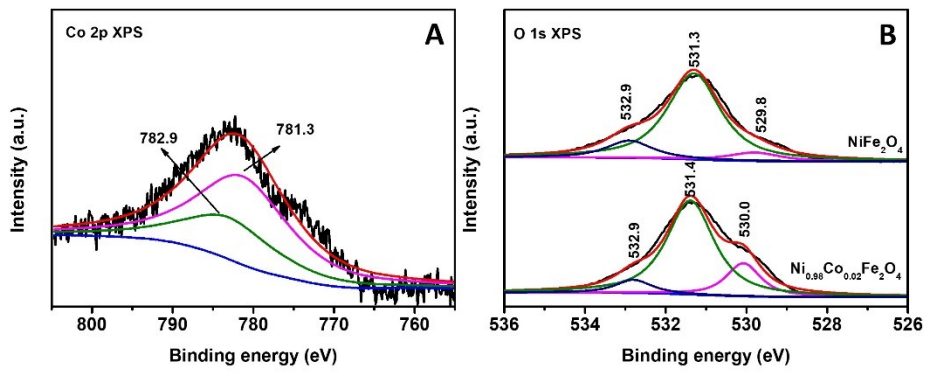 Co 2p XPS
A
782.9
781.3
Intensity (a.u.)
800
790
780
770
760
Binding energy (eV)
O 1s XPS
B
531.3
532.9
529.8
NiFe₂O₄
531.4
530.0
532.9
Ni₀.₉₈Co₀.₀₂Fe₂O₄
Intensity (a.u.)
536
534
532
530
528
526
Binding energy (eV)